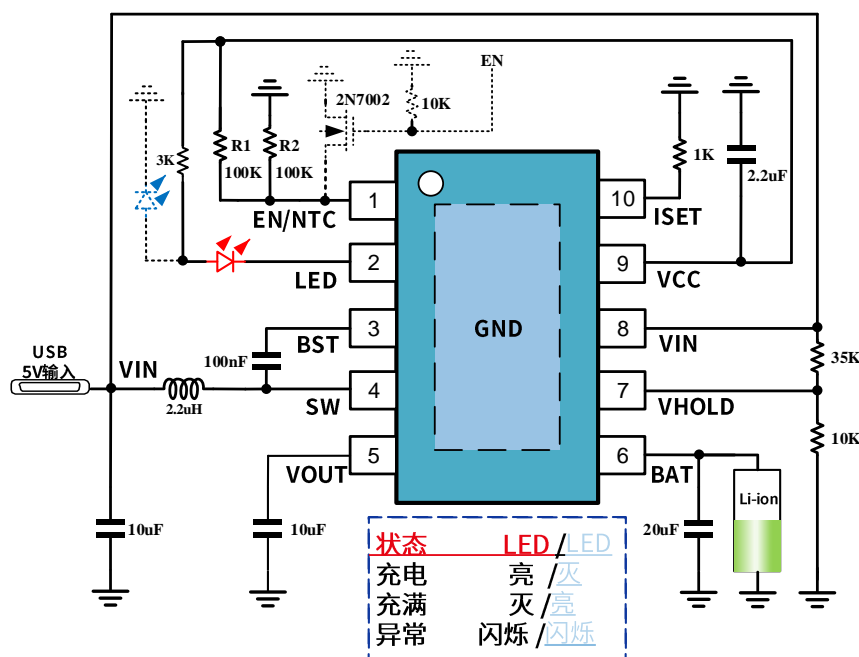 EN
2N7002
10K
3K
R1
100K
R2
100K
1K
2.2uF
1
EN/NTC
10
ISET
2
LED
9
VCC
3
BST
GND
8
VIN
100nF
USB
5V输入
VIN
2.2uH
4
SW
7
VHOLD
35K
10K
5
VOUT
6
BAT
Li-ion
10uF
10uF
20uF
状态 LED /LED
充电 亮 /灭
充满 灭 /亮
异常 闪烁 /闪烁